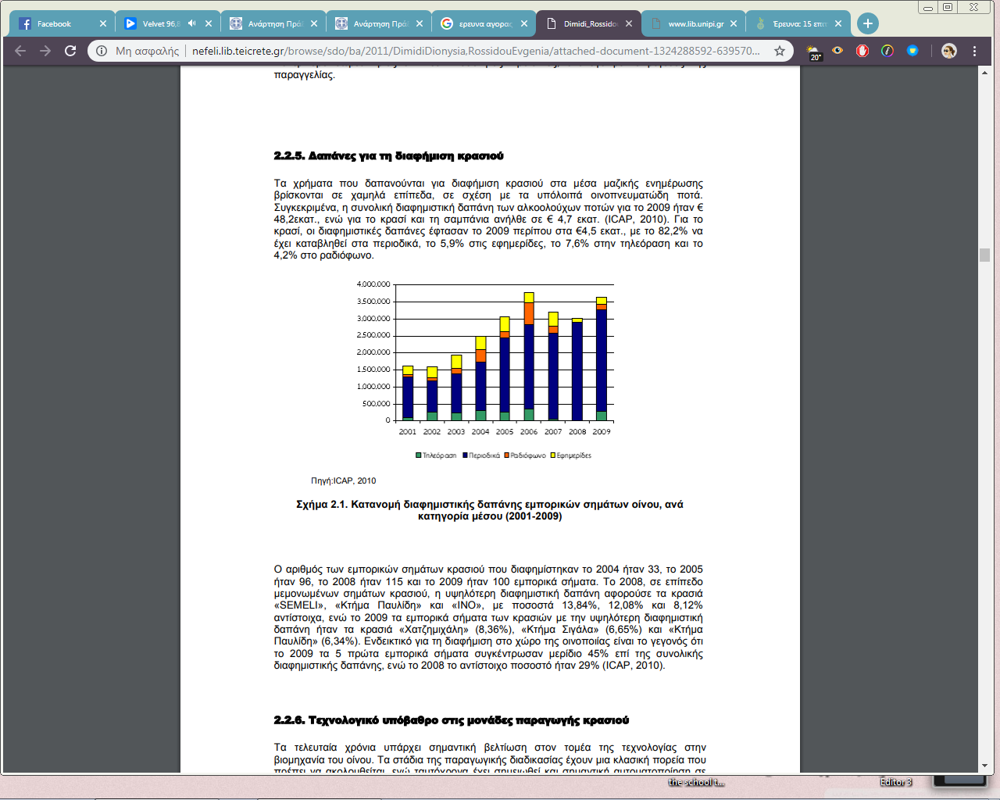 Facebook
Velvet 96,8
Ανάρτηση Πρά
Ανάρτηση Πρά
ερευνα αγορας
Dimidi_Rossido
www.lib.unipi.gr
Έρευνα: 15 επι
Μη ασφαλής
nefeli.lib.teicrete.gr/browse/sdo/ba/2011/DimidiDionysia,RossidouEvgenia/attached-document-1324288592-639570...
20°
παραγγελίας.
2.2.5. Δαπάνες για τη διαφήμιση κρασιού
Τα χρήματα που δαπανούνται για διαφήμιση κρασιού στα μέσα μαζικής ενημέρωσης
βρίσκονται σε χαμηλά επίπεδα, σε σχέση με τα υπόλοιπά οινοπνευματώδη ποτά.
Συγκεκριμένα, η συνολική διαφημιστική δαπάνη των αλκοολούχων ποτών για το 2009 ήταν €
48,2εκατ., ενώ για το κρασί και τη σαμπάνια ανήλθε σε € 4,7 εκατ. (ICAP, 2010). Για το
κρασί, οι διαφημιστικές δαπάνες έφτασαν το 2009 περίπου στα €4,5 εκατ., με το 82,2% να
έχει καταβληθεί στα περιοδικά, το 5,9% στις εφημερίδες, το 7,6% στην τηλεόραση και το
4,2% στο ραδιόφωνο.
4.000.000
3.500.000
3.000.000
2.500.000
2.000.000
1.500.000
1.000.000
500.000
0
2001 2002 2003 2004 2005 2006 2007 2008 2009
Τηλεόραση Περιοδικά Ραδιόφωνο Εφημερίδες
Πηγή:ICAP, 2010
Σχήμα 2.1. Κατανομή διαφημιστικής δαπάνης εμπορικών σημάτων οίνου, ανά
κατηγορία μέσου (2001-2009)
Ο αριθμός των εμπορικών σημάτων κρασιού που διαφημίστηκαν το 2004 ήταν 33, το 2005
ήταν 96, το 2008 ήταν 115 και το 2009 ήταν 100 εμπορικά σήματα. Το 2008, σε επίπεδο
μεμονωμένων σημάτων κρασιού, η υψηλότερη διαφημιστική δαπάνη αφορούσε τα κρασιά
«SEMELI», «Κτήμα Παυλίδη» και «ΙΝΟ», με ποσοστά 13,84%, 12,08% και 8,12%
αντίστοιχα, ενώ το 2009 τα εμπορικά σήματα των κρασιών με την υψηλότερη διαφημιστική
δαπάνη ήταν τα κρασιά «Χατζημιχάλη» (8,36%), «Κτήμα Σιγάλα» (6,65%) και «Κτήμα
Παυλίδη» (6,34%). Ενδεικτικό για τη διαφήμιση στο χώρο της οινοποιίας είναι το γεγονός ότι
το 2009 τα 5 πρώτα εμπορικά σήματα συγκέντρωσαν μερίδιο 45% επί της συνολικής
διαφημιστικής δαπάνης, ενώ το 2008 το αντίστοιχο ποσοστό ήταν 29% (ICAP, 2010).
2.2.6. Τεχνολογικό υπόβαθρο στις μονάδες παραγωγής κρασιού
Τα τελευταία χρόνια υπάρχει σημαντική βελτίωση στον τομέα της τεχνολογίας στην
βιομηχανία του οίνου. Τα στάδια της παραγωγικής διαδικασίας έχουν μια κλασική πορεία που
πρέπει να ακολουθείται, ενώ ταυτόχρονα έχει σημειωθεί και σημαντική αυτοματοποίηση σε
the school t...
Editor 3